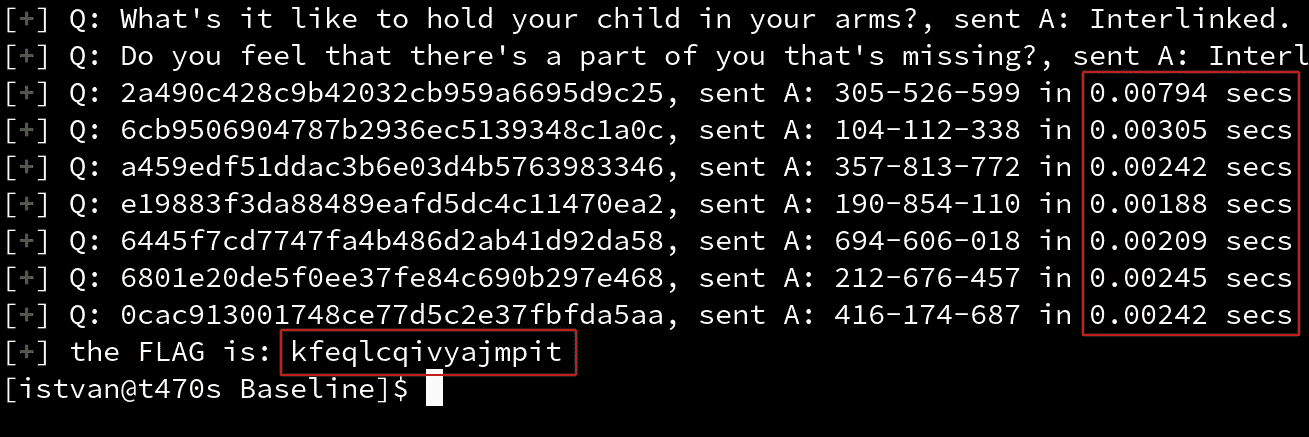 [+] Q: What's it like to hold your child in your arms?, sent A: Interlinked.
[+] Q: Do you feel that there's a part of you that's missing?, sent A: Interl
[+] Q: 2a490c428c9b42032cb959a6695d9c25, sent A: 305-526-599 in 0.00794 secs
[+] Q: 6cb9506904787b2936ec5139348c1a0c, sent A: 104-112-338 in 0.00305 secs
[+] Q: a459edf51ddac3b6e03d4b5763983346, sent A: 357-813-772 in 0.00242 secs
[+] Q: e19883f3da88489eafd5dc4c11470ea2, sent A: 190-854-110 in 0.00188 secs
[+] Q: 6445f7cd7747fa4b486d2ab41d92da58, sent A: 694-606-018 in 0.00209 secs
[+] Q: 6801e20de5f0ee37fe84c690b297e468, sent A: 212-676-457 in 0.00245 secs
[+] Q: 0cac913001748ce77d5c2e37fbfda5aa, sent A: 416-174-687 in 0.00242 secs
[+] the FLAG is: kfeqlcqivyajmpit
[istvan@t470s Baseline]$